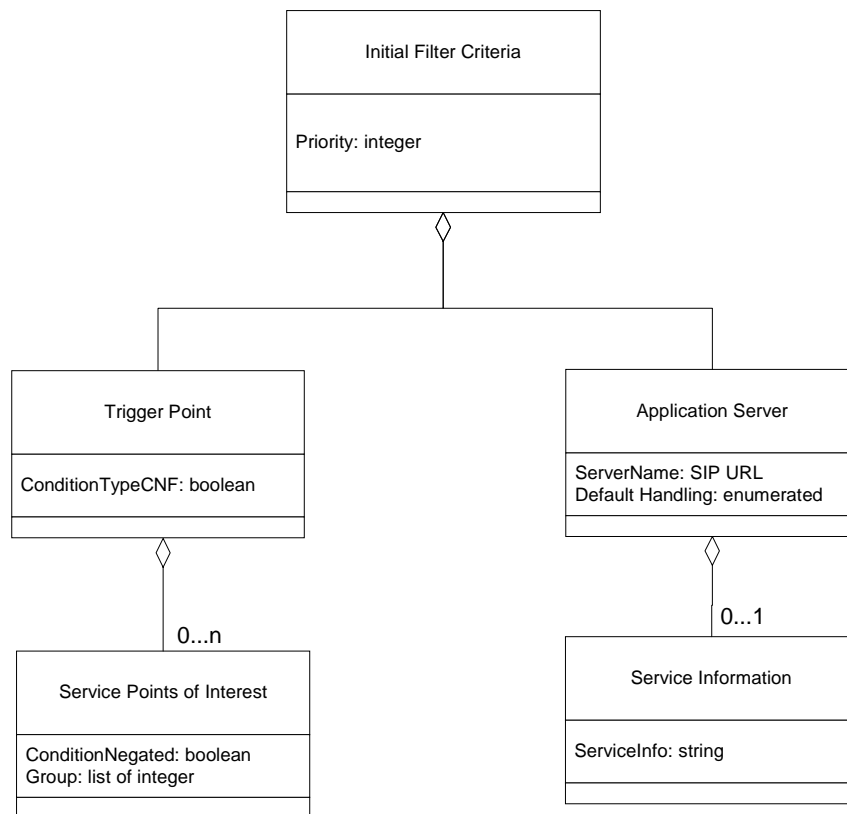 Initial Filter Criteria
Priority: integer
Trigger Point
ConditionTypeCNF: boolean
Application Server
ServerName: SIP URL
Default Handling: enumerated
0...n
0...1
Service Points of Interest
ConditionNegated: boolean
Group: list of integer
Service Information
ServiceInfo: string